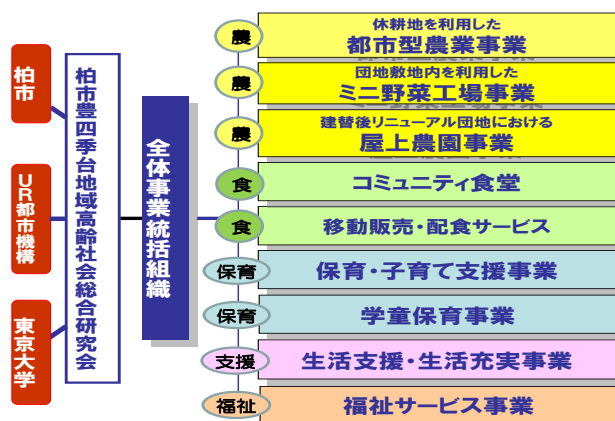 柏市
UR都市機構
東京大学
柏市豊四季台地域高齢社会総合研究会
全体事業統括組織
農
休耕地を利用した
都市型農業事業
農
団地敷地内を利用した
ミニ野菜工場事業
農
建替後リニューアル団地における
屋上農園事業
食
コミュニティ食堂
食
移動販売・配食サービス
保育
保育・子育て支援事業
保育
学童保育事業
支援
生活支援・生活充実事業
福祉
福祉サービス事業